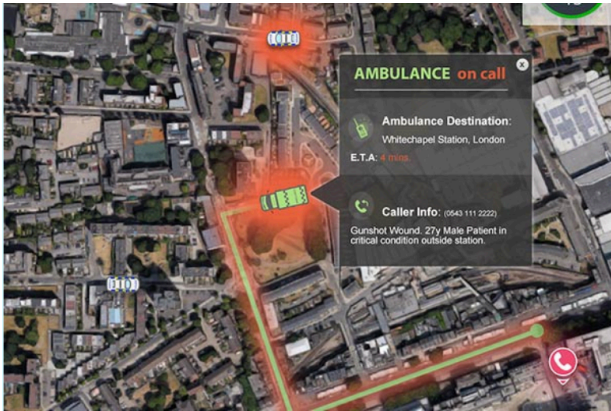 AMBULANCE on call
x
Ambulance Destination:
Whitechapel Station, London
E.T.A: 4 mins.
Caller Info: (0543 111 2222)
Gunshot Wound. 27y Male Patient in
critical condition outside station.